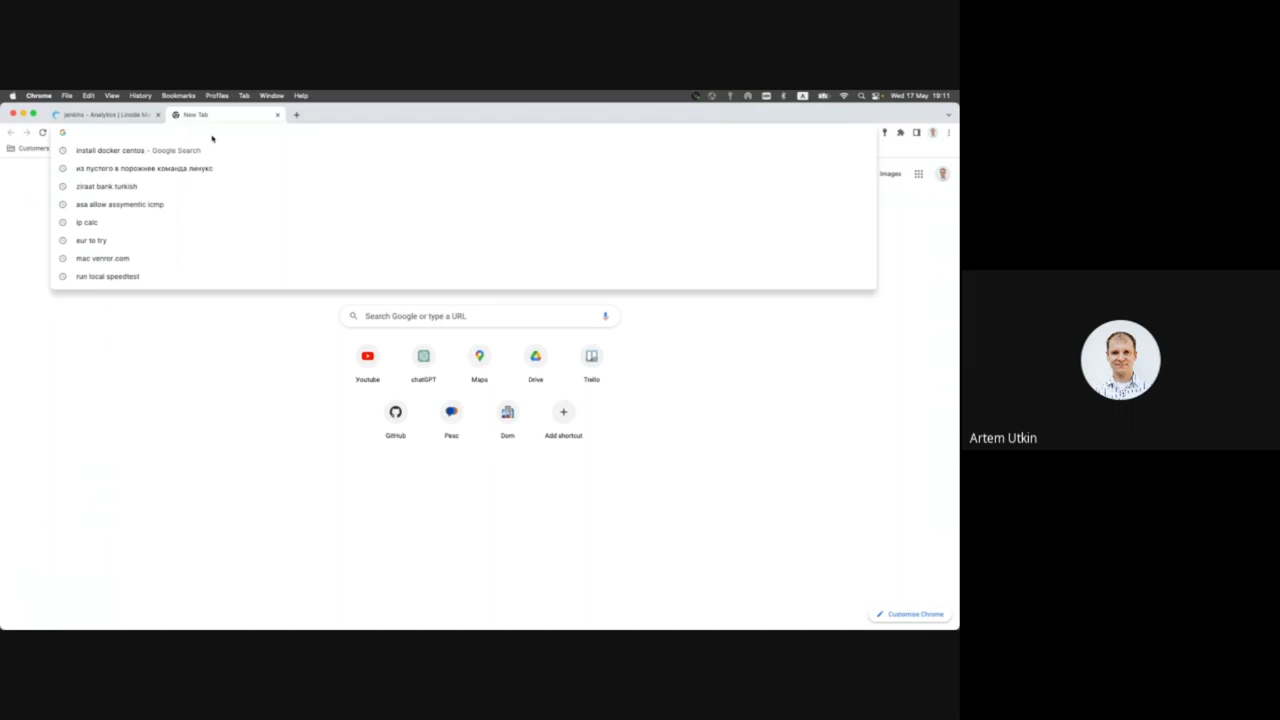 Chrome File Edit View History Bookmarks Profiles Tab Window Help
Wed 17 May 19:11
jenkins - Analytics | Linode
New Tab
Customers
install docker centos - Google Search
из пустого в порожнее команда линукс
ziraat bank turkish
asa allow assymentic icmp
ip calc
eur to try
mac venror.com
run local speedtest
Images
Search Google or type a URL
Youtube chatGPT Maps Drive Trello
GitHub Pesc Dom Add shortcut
Customise Chrome
Artem Utkin